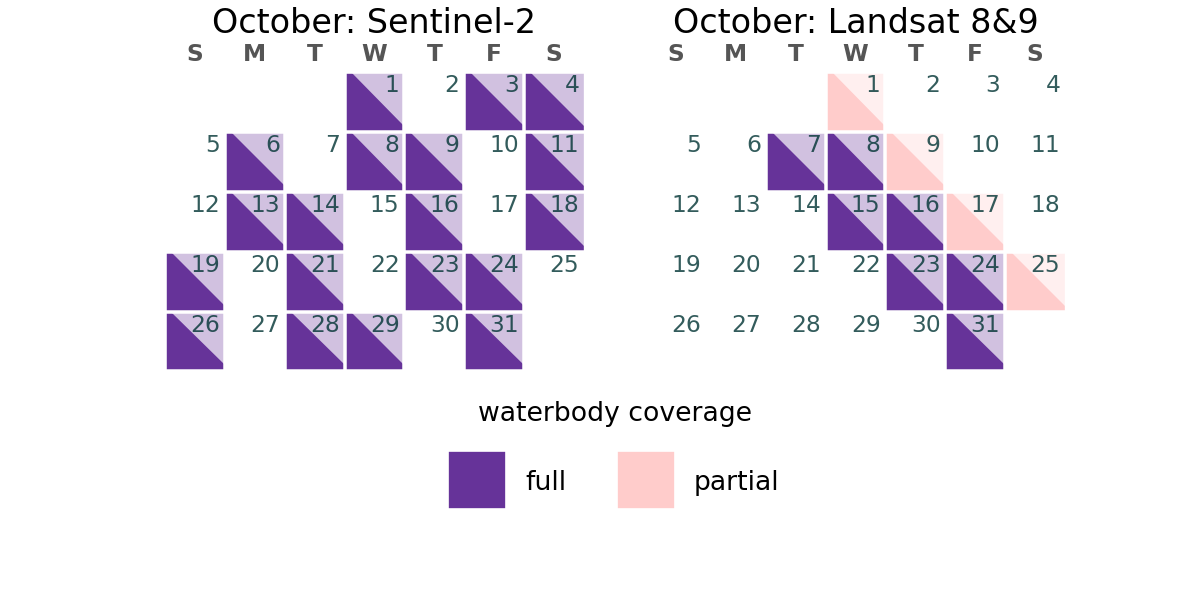 October: Sentinel-2
S M T W T F S
1 2 3 4
5 6 7 8 9 10 11
12 13 14 15 16 17 18
19 20 21 22 23 24 25
26 27 28 29 30 31
October: Landsat 8&9
S M T W T F S
1 2 3 4
5 6 7 8 9 10 11
12 13 14 15 16 17 18
19 20 21 22 23 24 25
26 27 28 29 30 31
waterbody coverage
full partial